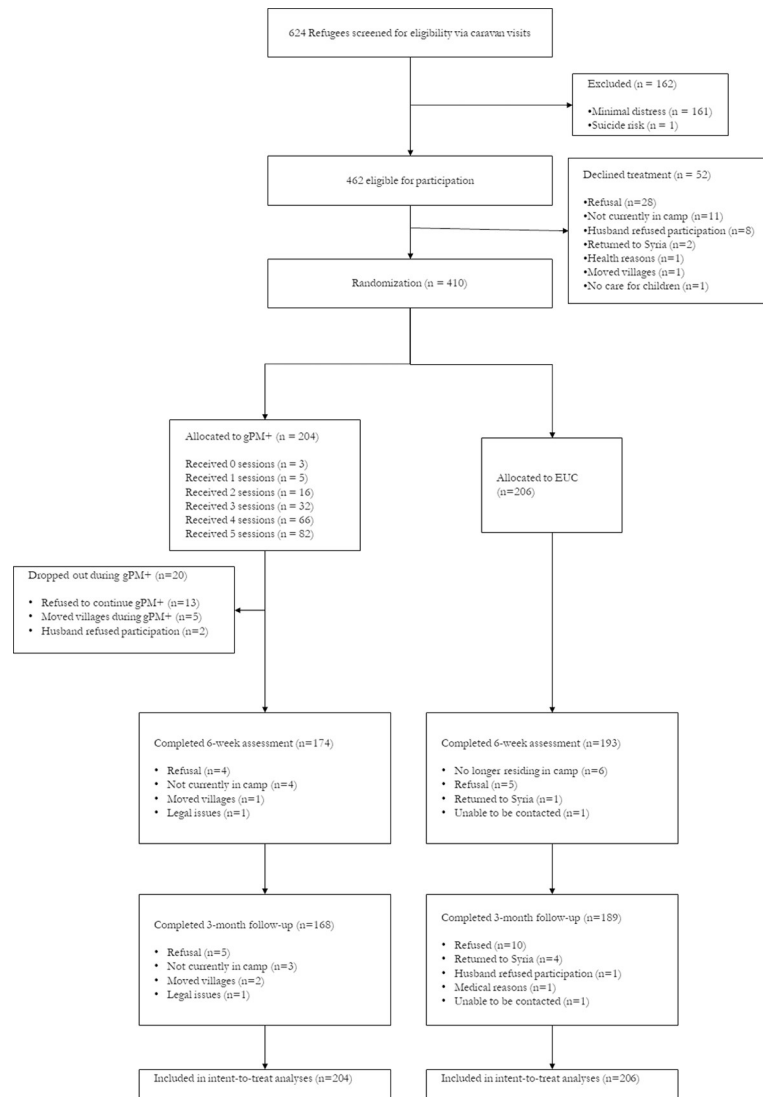 624 Refugees screened for eligibility via caravan visits
Excluded (n = 162)
•Minimal distress (n = 161)
•Suicide risk (n = 1)
462 eligible for participation
Declined treatment (n = 52)
•Refusal (n=28)
•Not currently in camp (n=11)
•Husband refused participation (n=8)
•Returned to Syria (n=2)
•Health reasons (n=1)
•Moved villages (n=1)
•No care for children (n=1)
Randomization (n = 410)
Allocated to gPM+ (n = 204)
Received 0 sessions (n = 3)
Received 1 sessions (n = 5)
Received 2 sessions (n = 16)
Received 3 sessions (n = 32)
Received 4 sessions (n = 66)
Received 5 sessions (n = 82)
Allocated to EUC
(n=206)
Dropped out during gPM+ (n=20)
• Refused to continue gPM+ (n=13)
• Moved villages during gPM+ (n=5)
• Husband refused participation (n=2)
Completed 6-week assessment (n=174)
• Refusal (n=4)
• Not currently in camp (n=4)
• Moved villages (n=1)
• Legal issues (n=1)
Completed 6-week assessment (n=193)
• No longer residing in camp (n=6)
• Refusal (n=5)
• Returned to Syria (n=1)
• Unable to be contacted (n=1)
Completed 3-month follow-up (n=168)
• Refusal (n=5)
• Not currently in camp (n=3)
• Moved villages (n=2)
• Legal issues (n=1)
Completed 3-month follow-up (n=189)
• Refused (n=10)
• Returned to Syria (n=4)
• Husband refused participation (n=1)
• Medical reasons (n=1)
• Unable to be contacted (n=1)
Included in intent-to-treat analyses (n=204)
Included in intent-to-treat analyses (n=206)